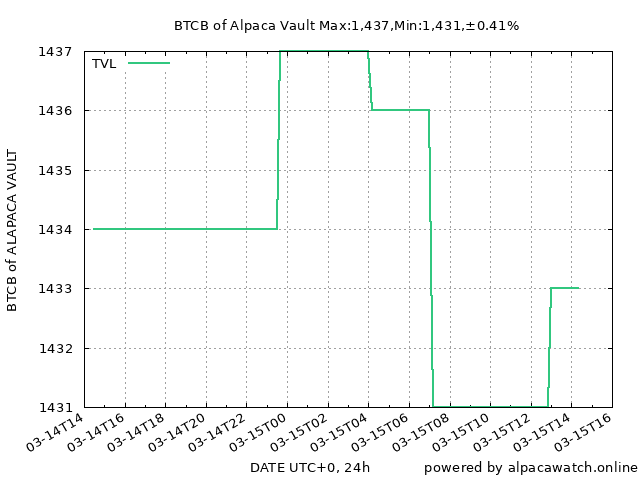 BTCB of Alpaca Vault Max:1,437,Min:1,431,±0.41%
TVL
1437
1436
1435
1434
1433
1432
1431
BTCB of ALAPACA VAULT
03-14T14
03-14T16
03-14T18
03-14T20
03-14T22
03-15T00
03-15T02
03-15T04
03-15T06
03-15T08
03-15T10
03-15T12
03-15T14
03-15T16
DATE UTC+0, 24h
powered by alpacawatch.online